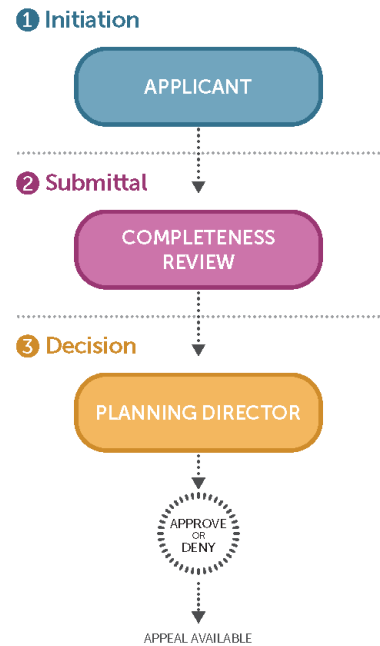 1 Initiation
APPLICANT
2 Submittal
COMPLETENESS
REVIEW
3 Decision
PLANNING DIRECTOR
APPROVE
OR
DENY
APPEAL AVAILABLE